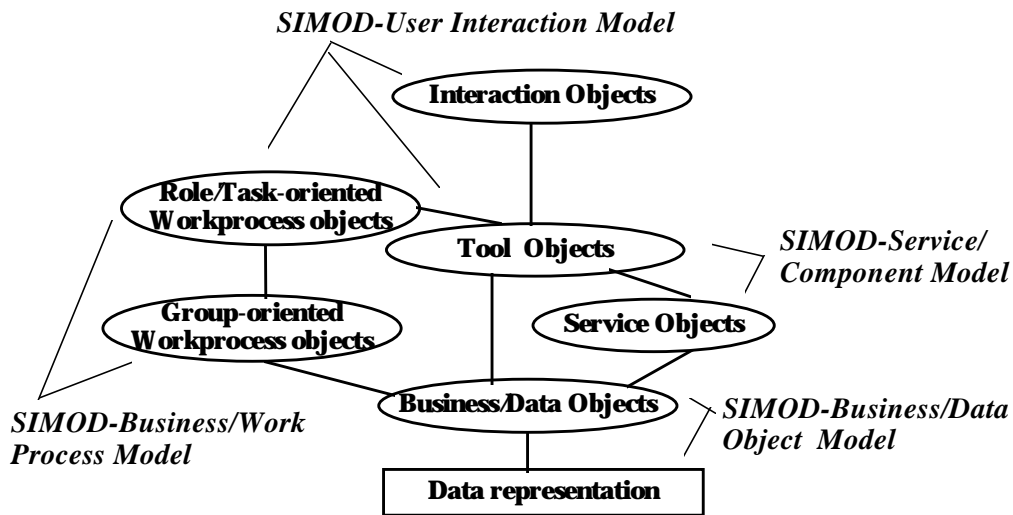 SIMOD-User Interaction Model
Interaction Objects
Role/Task-oriented
Workprocess objects
Tool Objects
SIMOD-Service/
Component Model
Group-oriented
Workprocess objects
Service Objects
Business/Data Objects
SIMOD-Business/Work
Process Model
SIMOD-Business/Data
Object Model
Data representation